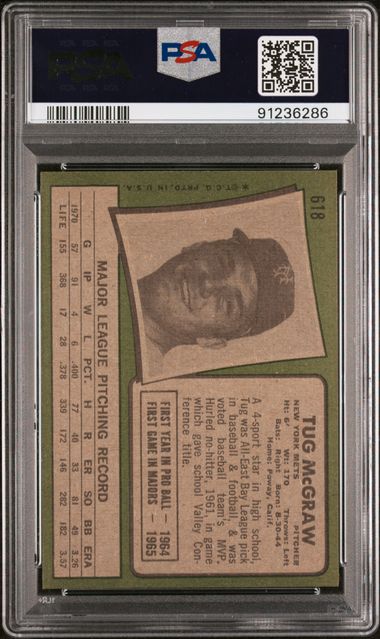 PSA
91236286
618
* © T. C. G. PRTD. IN U.S.A.
TUG McGRAW
NEW YORK METS PITCHER
Ht: 6' Wt: 170 Throws: Left
Bats: Right Born: 8-30-44
Home: Poway, Calif.
A 4-sport star in high school,
Tug was All-East Bay League pick
in baseball & football, & was
voted baseball team's MVP.
Hurled no-hitter, 1961, in game
which gave school Valley Con-
ference title.
FIRST YEAR IN PRO BALL — 1964
FIRST GAME IN MAJORS — 1965
MAJOR LEAGUE PITCHING RECORD
G IP W L PCT. H R ER SO BB ERA
1970 57 91 4 6 .400 77 40 33 81 49 3.26
LIFE 155 368 17 28 .378 339 172 146 262 182 3.57